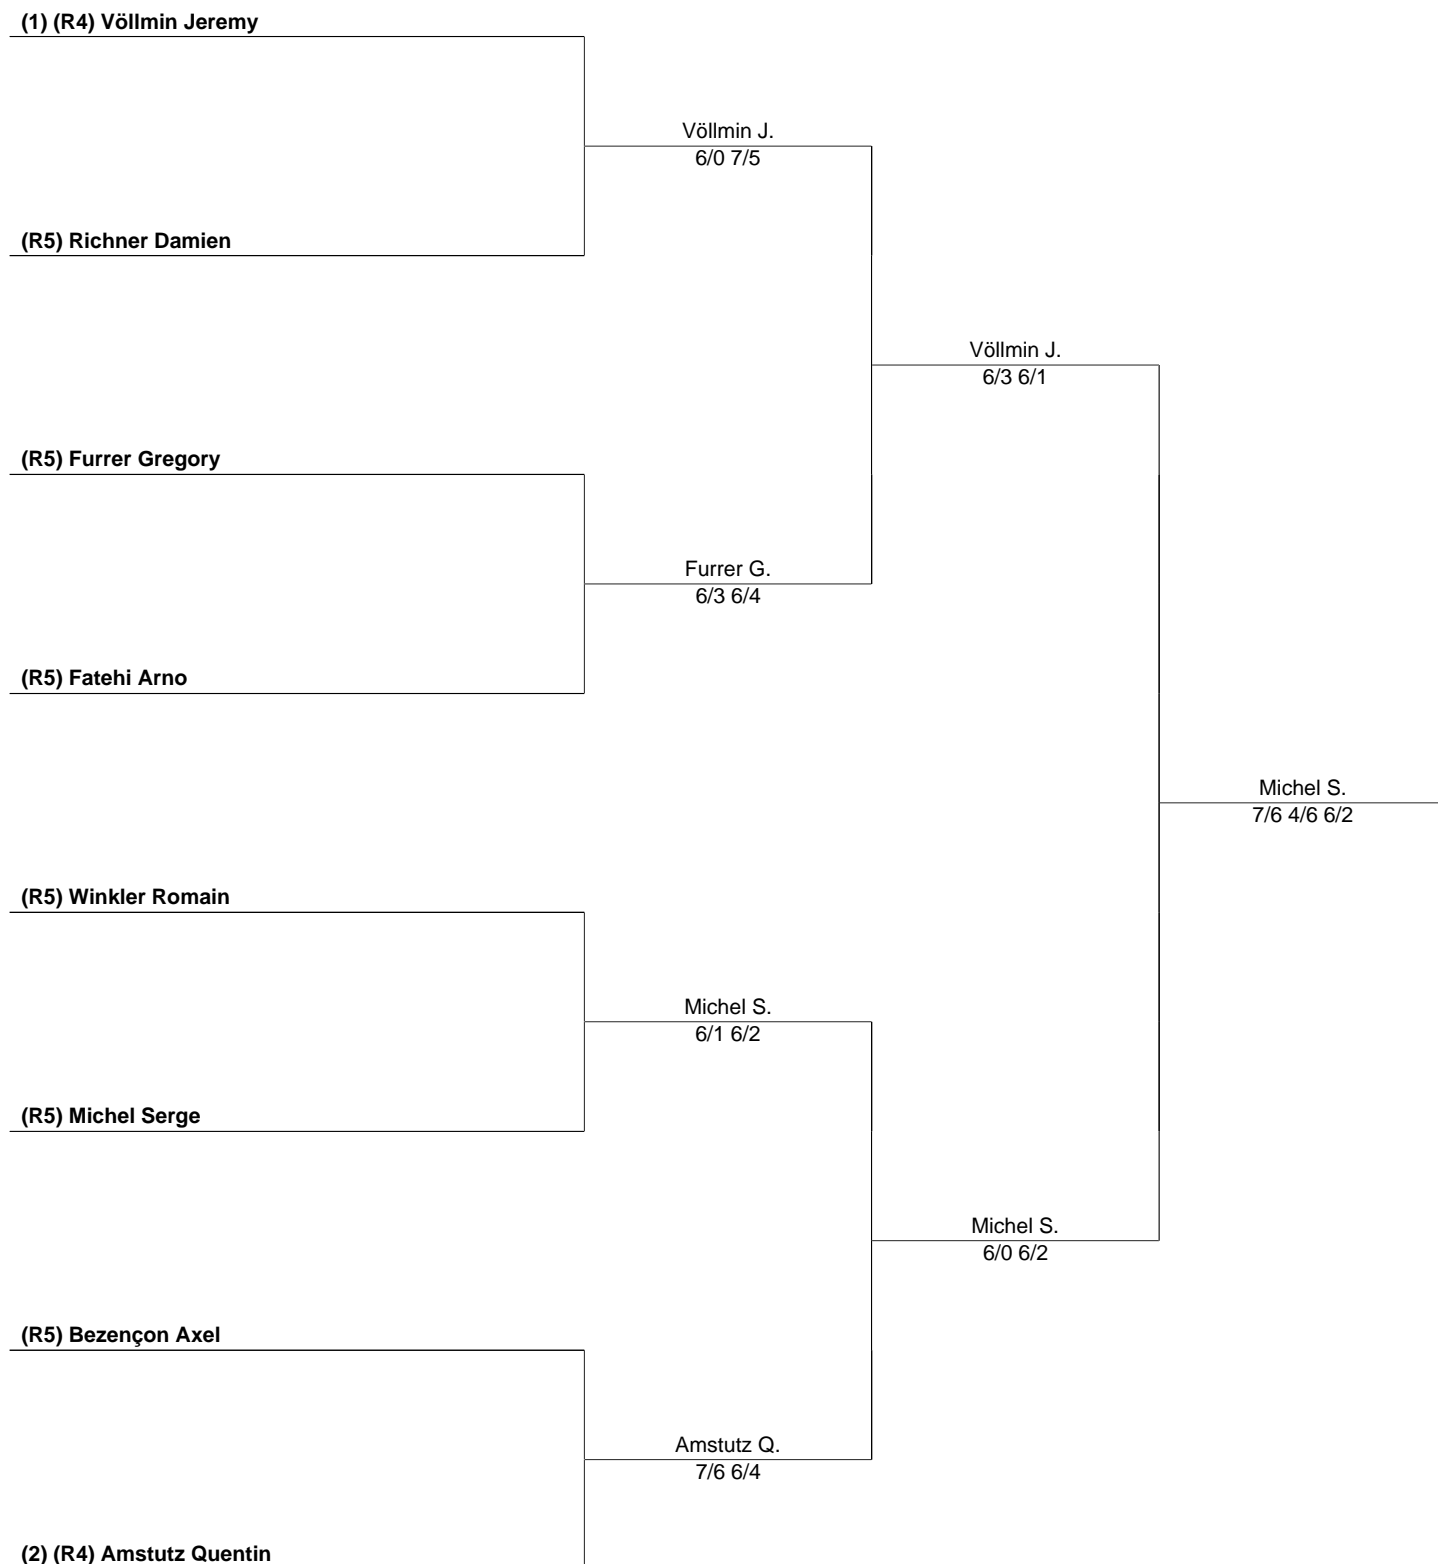 (1) (R4) Völlmin Jeremy
Völlmin J.
6/0 7/5
(R5) Richner Damien
Völlmin J.
6/3 6/1
(R5) Furrer Gregory
Furrer G.
6/3 6/4
(R5) Fatehi Arno
Michel S.
7/6 4/6 6/2
(R5) Winkler Romain
Michel S.
6/1 6/2
(R5) Michel Serge
Michel S.
6/0 6/2
(R5) Bezençon Axel
Amstutz Q.
7/6 6/4
(2) (R4) Amstutz Quentin